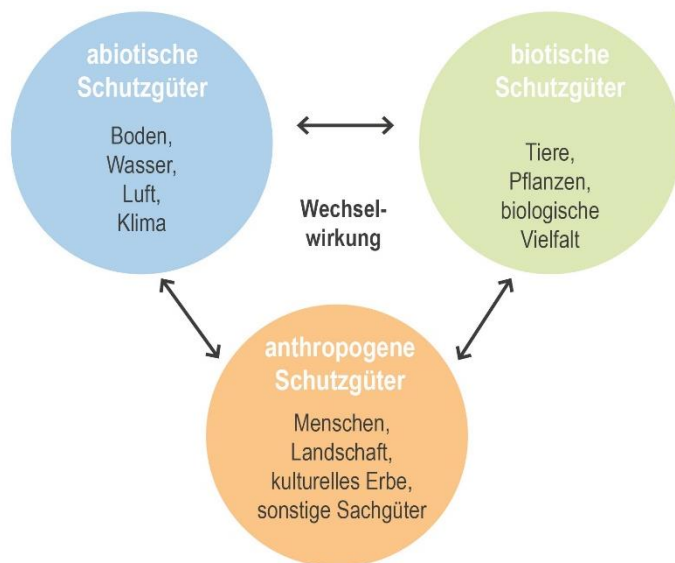 abiotische
Schutzgüter
Boden,
Wasser,
Luft,
Klima
biotische
Schutzgüter
Tiere,
Pflanzen,
biologische
Vielfalt
Wechsel-
wirkung
anthropogene
Schutzgüter
Menschen,
Landschaft,
kulturelles Erbe,
sonstige Sachgüter